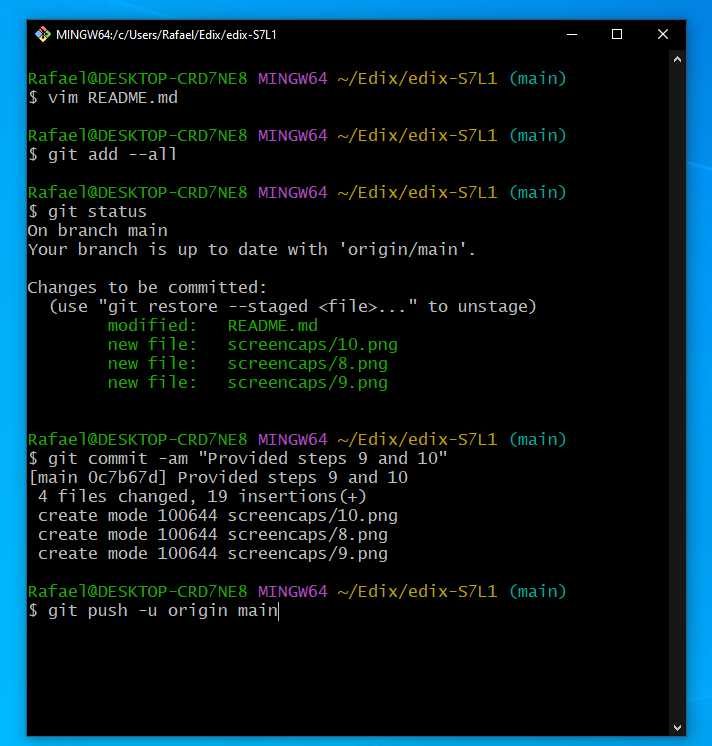 MINGW64:/c/Users/Rafael/Edix/edix-S7L1
Rafael@DESKTOP-CRD7NE8 MINGW64 ~/Edix/edix-S7L1 (main)
$ vim README.md
Rafael@DESKTOP-CRD7NE8 MINGW64 ~/Edix/edix-S7L1 (main)
$ git add --all
Rafael@DESKTOP-CRD7NE8 MINGW64 ~/Edix/edix-S7L1 (main)
$ git status
On branch main
Your branch is up to date with 'origin/main'.
Changes to be committed:
  (use "git restore --staged <file>..." to unstage)
        modified:   README.md
        new file:   screencaps/10.png
        new file:   screencaps/8.png
        new file:   screencaps/9.png
Rafael@DESKTOP-CRD7NE8 MINGW64 ~/Edix/edix-S7L1 (main)
$ git commit -am "Provided steps 9 and 10"
[main 0c7b67d] Provided steps 9 and 10
 4 files changed, 19 insertions(+)
 create mode 100644 screencaps/10.png
 create mode 100644 screencaps/8.png
 create mode 100644 screencaps/9.png
Rafael@DESKTOP-CRD7NE8 MINGW64 ~/Edix/edix-S7L1 (main)
$ git push -u origin main